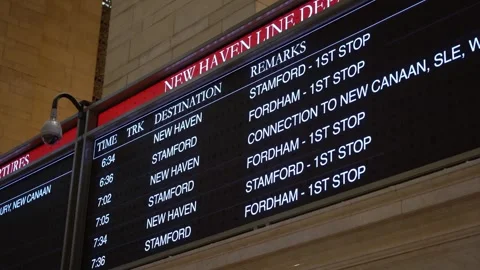 RTURES
URY, NEW CANAAN
NEW HAVEN LINE DEP
TIME TRK DESTINATION REMARKS
6:34 NEW HAVEN STAMFORD - 1ST STOP
6:36 STAMFORD FORDHAM - 1ST STOP
7:02 NEW HAVEN CONNECTION TO NEW CANAAN, SLE, W
7:05 STAMFORD FORDHAM - 1ST STOP
7:34 NEW HAVEN STAMFORD - 1ST STOP
7:36 STAMFORD FORDHAM - 1ST STOP